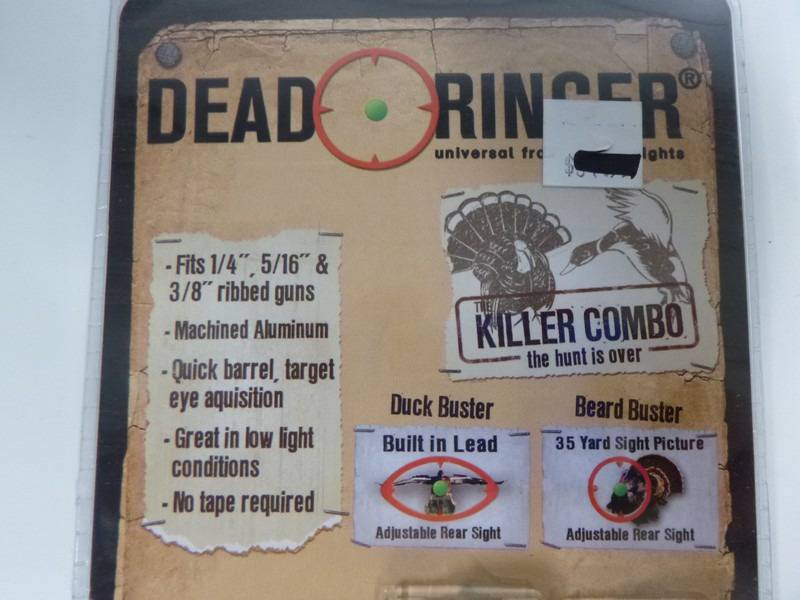 DEAD RINGER®
universal ights
- Fits 1/4", 5/16" &
3/8" ribbed guns
- Machined Aluminum
- Quick barrel, target
eye aquisition
- Great in low light
conditions
- No tape required
THE
KILLER COMBO
the hunt is over
Duck Buster
Built in Lead
Adjustable Rear Sight
Beard Buster
35 Yard Sight Picture
Adjustable Rear Sight